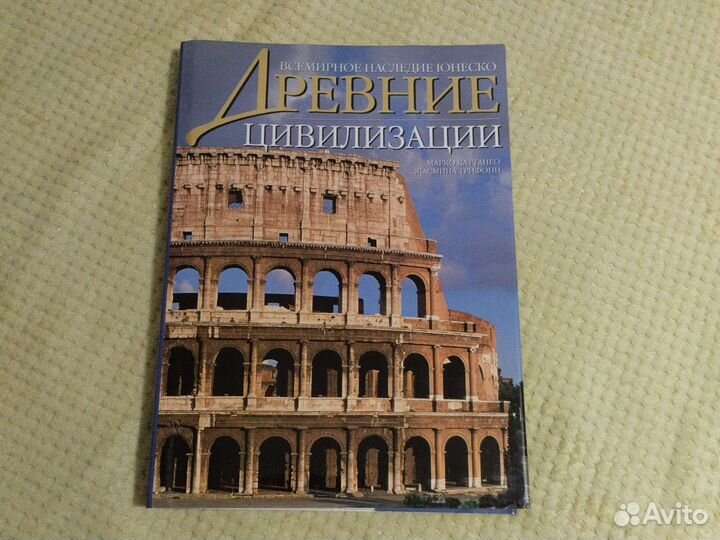 ВСЕМИРНОЕ НАСЛЕДИЕ ЮНЕСКО
ДРЕВНИЕ
ЦИВИЛИЗАЦИИ
МАРКО КАТТАНЕО
ЖАСМИНА ТРИФОНИ
Avito